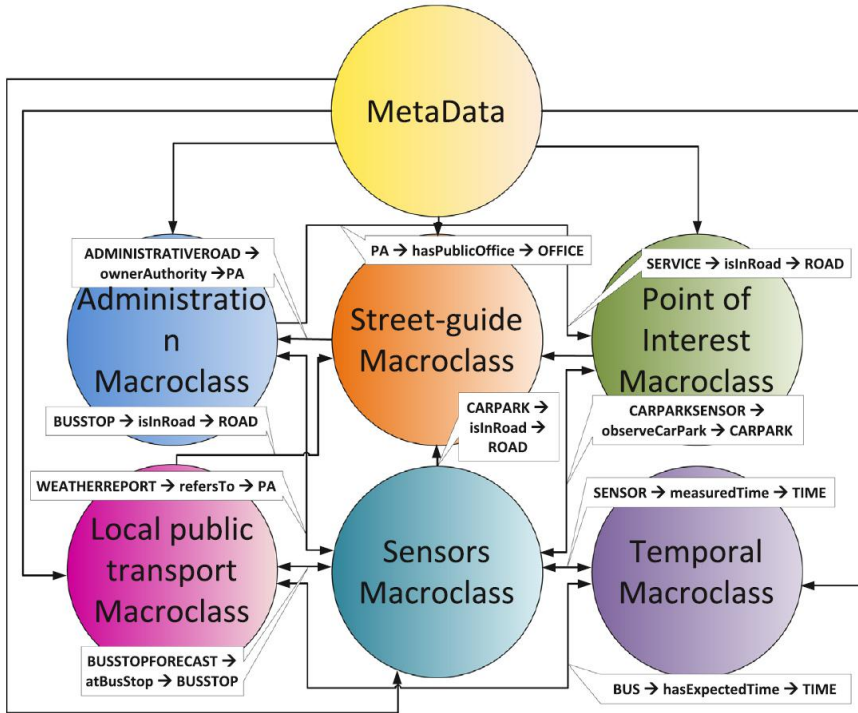 MetaData
ADMINISTRATIVEROAD →
ownerAuthority →PA
PA → hasPublicOffice → OFFICE
SERVICE → isInRoad → ROAD
Administratio
n
Macroclass
Street-guide
Macroclass
Point of
Interest
Macroclass
BUSSTOP → isInRoad → ROAD
CARPARK →
isInRoad →
ROAD
CARPARKSENSOR →
observeCarPark → CARPARK
WEATHERREPORT → refersTo → PA
SENSOR → measuredTime → TIME
Local public
transport
Macroclass
Sensors
Macroclass
Temporal
Macroclass
BUSSTOPFORECAST →
atBusStop → BUSSTOP
BUS → hasExpectedTime → TIME